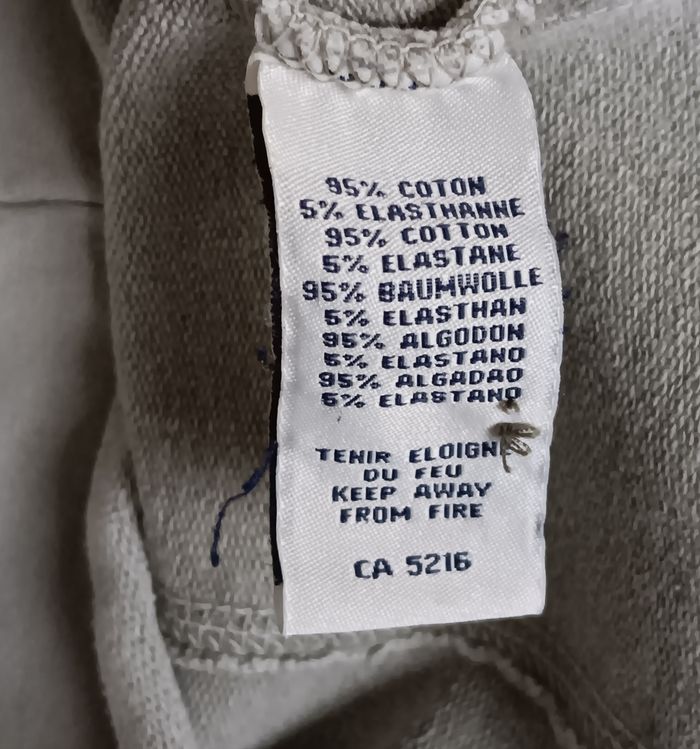 95% COTON
5% ELASTHANNE
95% COTTON
5% ELASTANE
95% BAUMWOLLE
5% ELASTHAN
95% ALGODON
5% ELASTANO
95% ALGADAO
5% ELASTANO
TENIR ELOIGN
DU FEU
KEEP AWAY
FROM FIRE
CA 5216